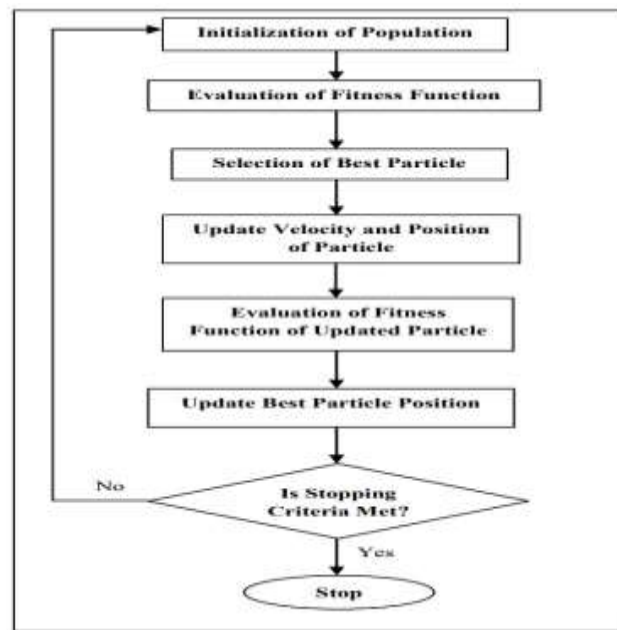 Initialization of Population
Evaluation of Fitness Function
Selection of Best Particle
Update Velocity and Position
of Particle
Evaluation of Fitness
Function of Updated Particle
Update Best Particle Position
No
Is Stopping
Criteria Met?
Yes
Stop